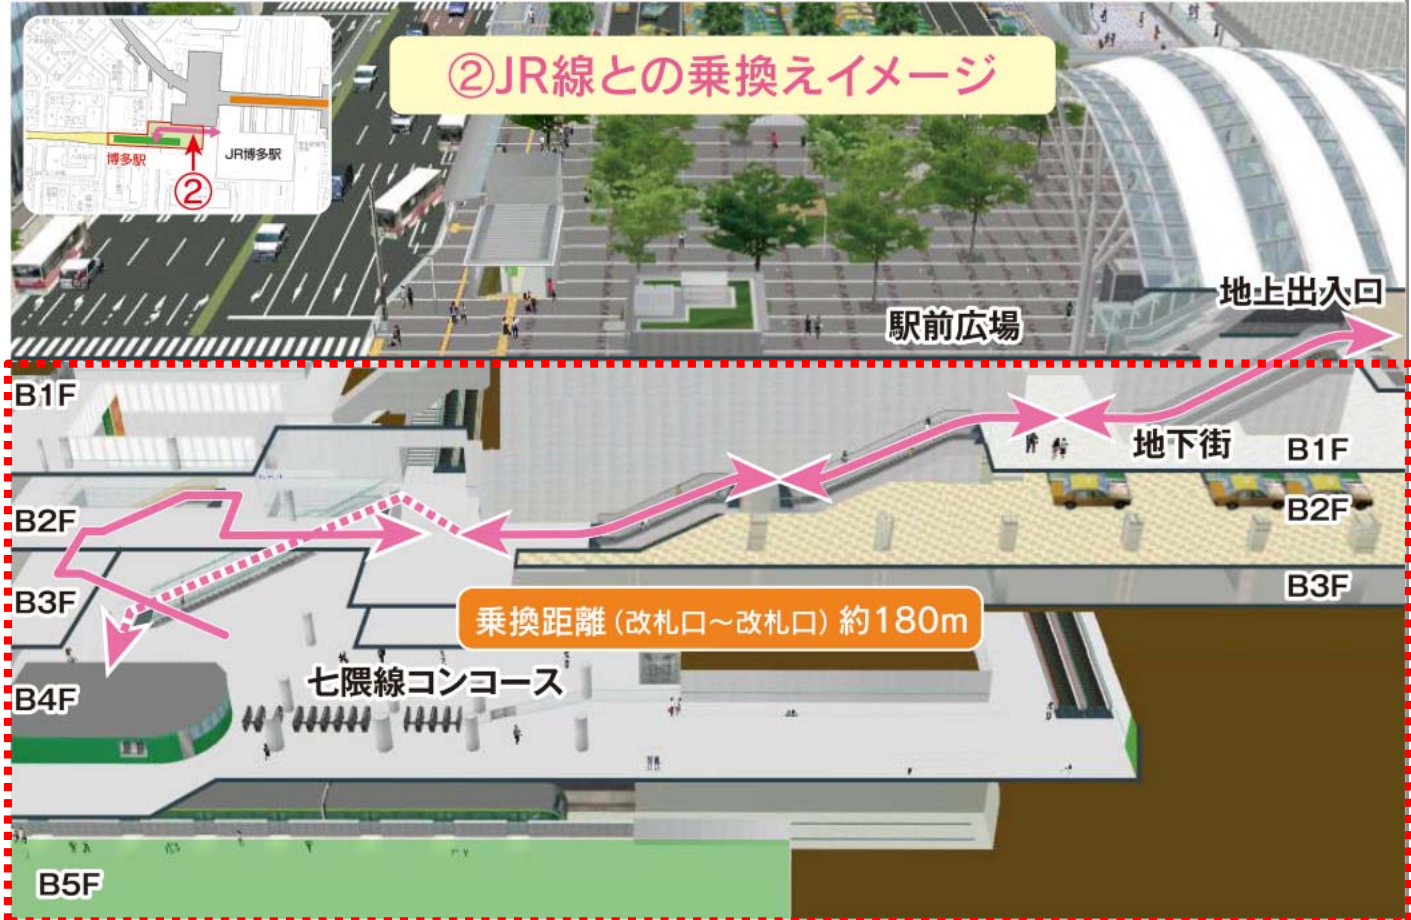 ②JR線との乗換えイメージ
博多駅
JR博多駅
②
地上出入口
駅前広場
B1F
地下街
B1F
B2F
B2F
B3F
B3F
乗換距離(改札口～改札口)約180m
七隈線コンコース
B4F
B5F